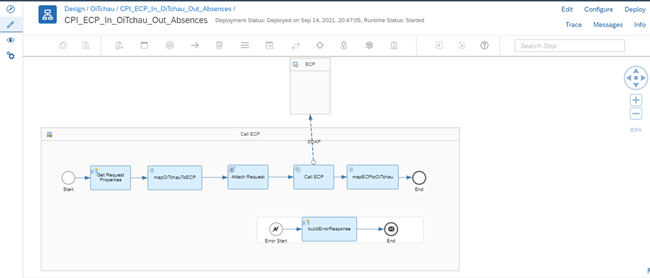 Design / OiTchau / CPI_ECP_In_OiTchau_Out_Absences /
CPI_ECP_In_OiTchau_Out_Absences
Deployment Status: Deployed on Sep 14, 2021, 20:47:05, Runtime Status: Started
Edit Configure Deploy
Trace Messages Info
Search Step
ECP
83%
Call ECP
SOAP
Start
Get Request
Properties
mapOiTchauToECP
Attach Request
Call ECP
mapECPtoOiTchau
End
Error Start
buildErrorResponse
End